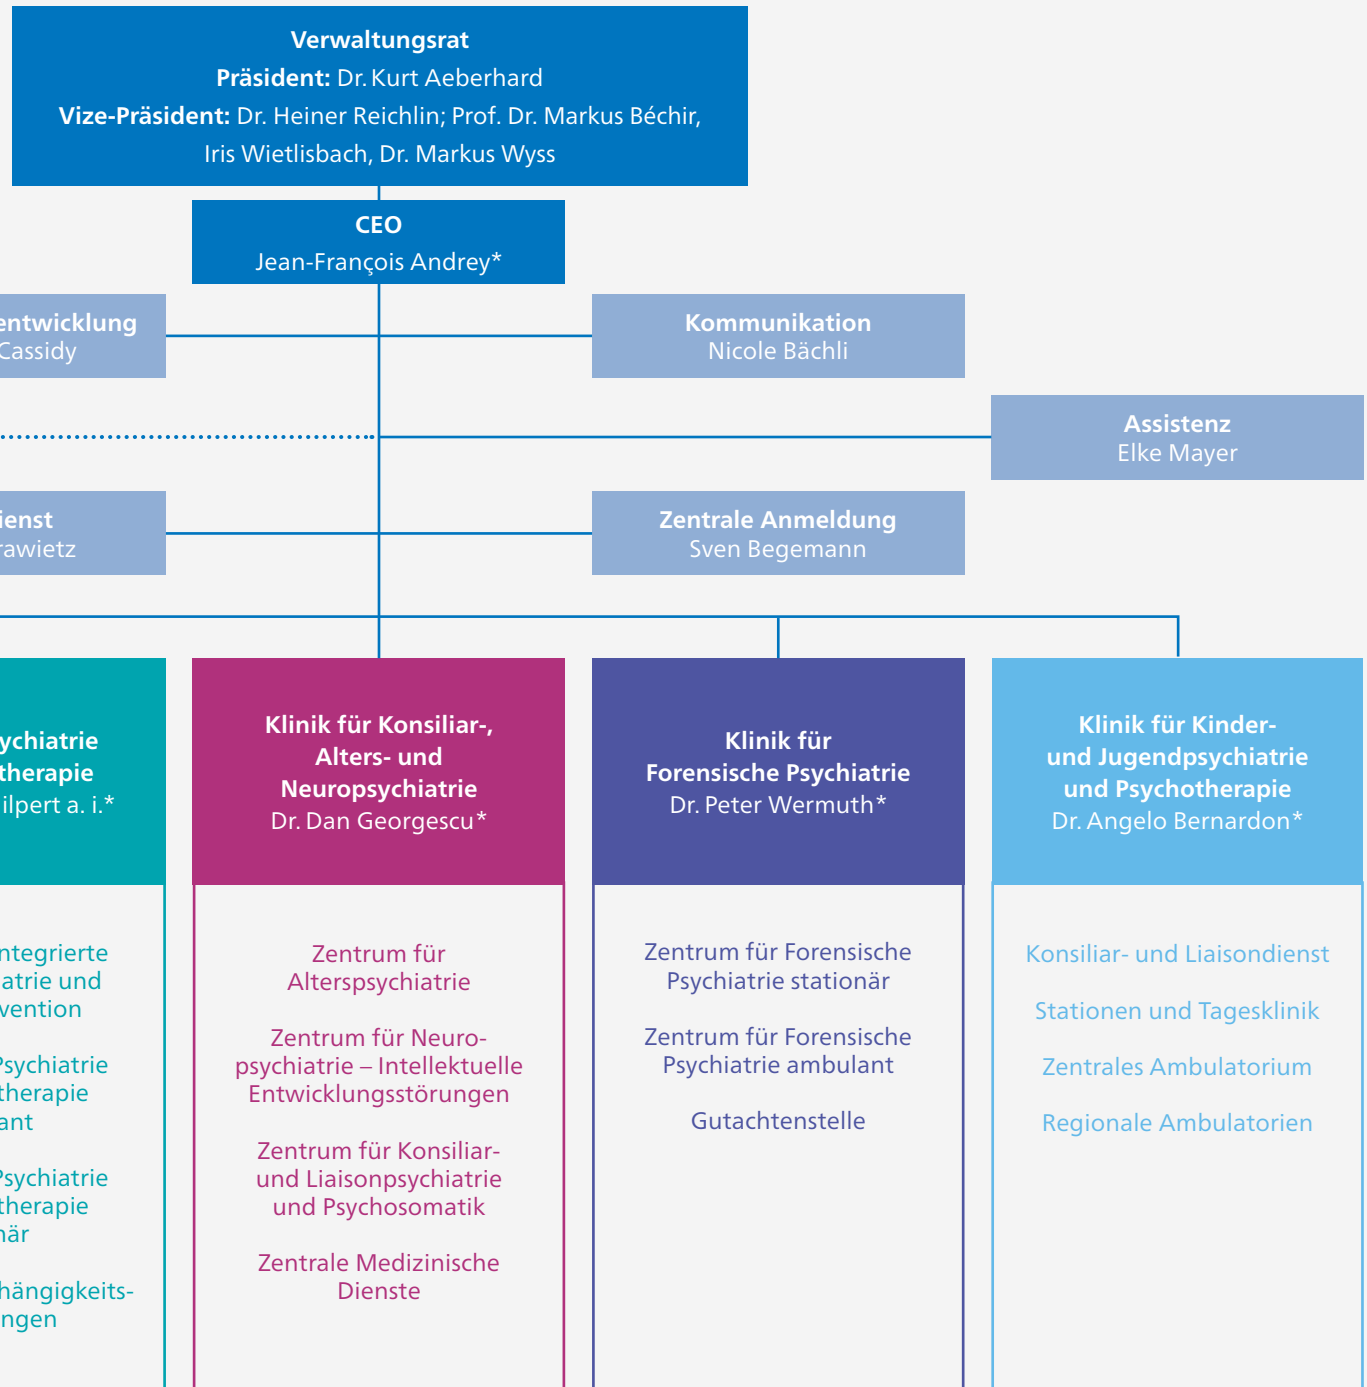 Verwaltungsrat
Präsident: Dr. Kurt Aeberhard
Vize-Präsident: Dr. Heiner Reichlin; Prof. Dr. Markus Béchir,
Iris Wietlisbach, Dr. Markus Wyss
CEO
Jean-François Andrey*
entwicklung
Cassidy
Kommunikation
Nicole Bächli
Assistenz
Elke Mayer
ienst
rawietz
Zentrale Anmeldung
Sven Begemann
ychiatrie
therapie
ilpert a. i.*
Klinik für Konsiliar-,
Alters- und
Neuropsychiatrie
Dr. Dan Georgescu*
Klinik für
Forensische Psychiatrie
Dr. Peter Wermuth*
Klinik für Kinder-
und Jugendpsychiatrie
und Psychotherapie
Dr. Angelo Bernardon*
ntegrierte
atrie und
vention
Psychiatrie
therapie
ant
Psychiatrie
therapie
när
hängigkeits-
ngen
Zentrum für
Alterspsychiatrie
Zentrum für Neuro-
psychiatrie – Intellektuelle
Entwicklungsstörungen
Zentrum für Konsiliar-
und Liaisonpsychiatrie
und Psychosomatik
Zentrale Medizinische
Dienste
Zentrum für Forensische
Psychiatrie stationär
Zentrum für Forensische
Psychiatrie ambulant
Gutachtenstelle
Konsiliar- und Liaisondienst
Stationen und Tagesklinik
Zentrales Ambulatorium
Regionale Ambulatorien